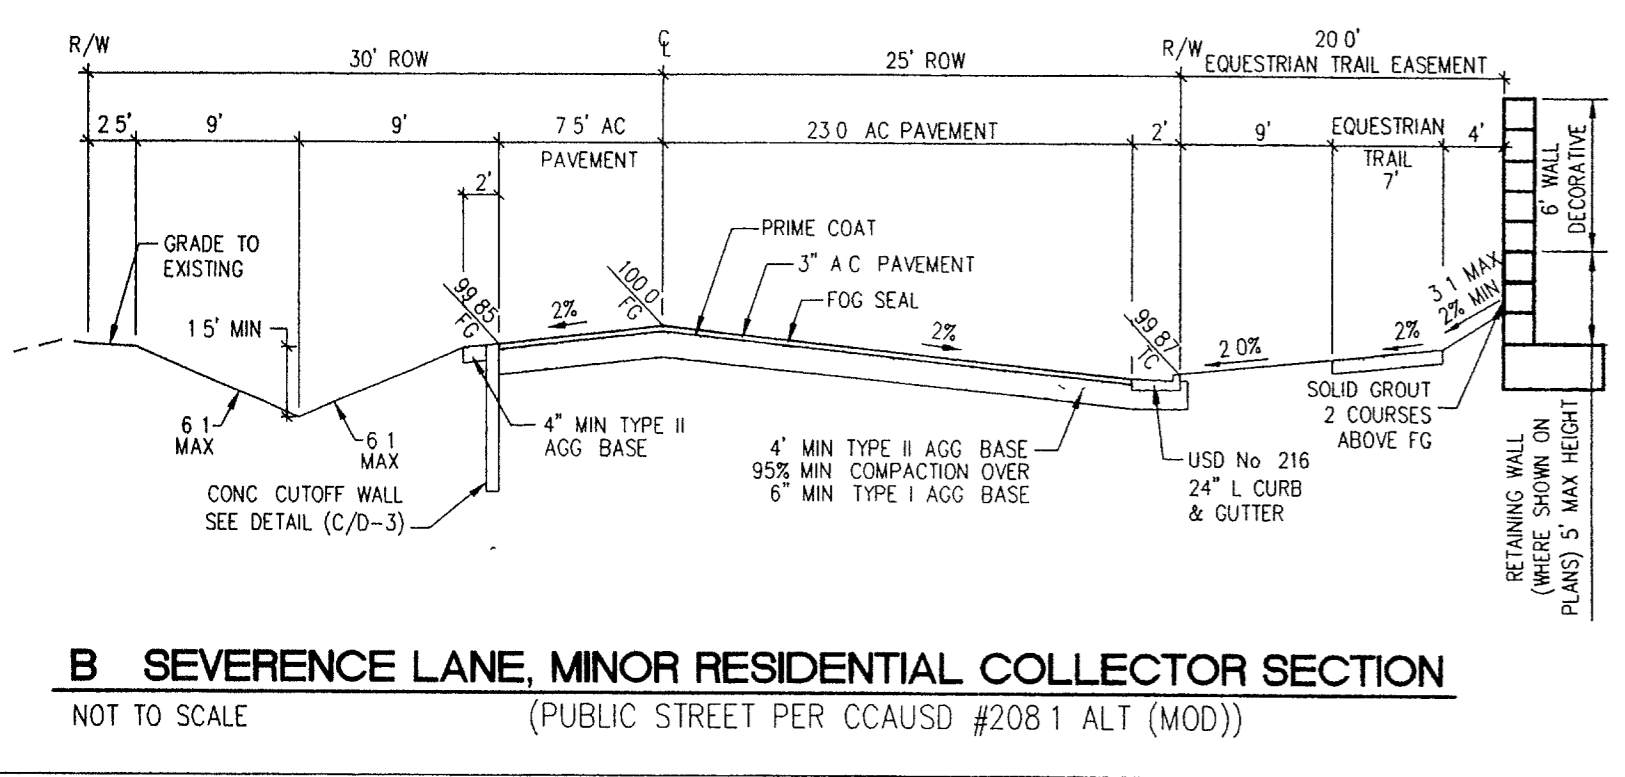 R/W
30' ROW
℄
25' ROW
R/W
20 0'
EQUESTRIAN TRAIL EASEMENT
2 5'
9'
9'
7 5' AC
PAVEMENT
23 0 AC PAVEMENT
2'
9'
EQUESTRIAN
TRAIL
7'
4'
2'
6' WALL
DECORATIVE
GRADE TO
EXISTING
PRIME COAT
3" A C PAVEMENT
FOG SEAL
1 5' MIN
99 85
FG
2%
100 0
FG
2%
99 87
TC
2 0%
2%
3 1 MAX
2% MIN
6 1
MAX
6 1
MAX
4" MIN TYPE II
AGG BASE
CONC CUTOFF WALL
SEE DETAIL (C/D-3)
4' MIN TYPE II AGG BASE
95% MIN COMPACTION OVER
6" MIN TYPE I AGG BASE
USD No 216
24" L CURB
& GUTTER
SOLID GROUT
2 COURSES
ABOVE FG
RETAINING WALL
(WHERE SHOWN ON
PLANS) 5' MAX HEIGHT
B SEVERENCE LANE, MINOR RESIDENTIAL COLLECTOR SECTION
NOT TO SCALE
(PUBLIC STREET PER CCAUSD #208 1 ALT (MOD))